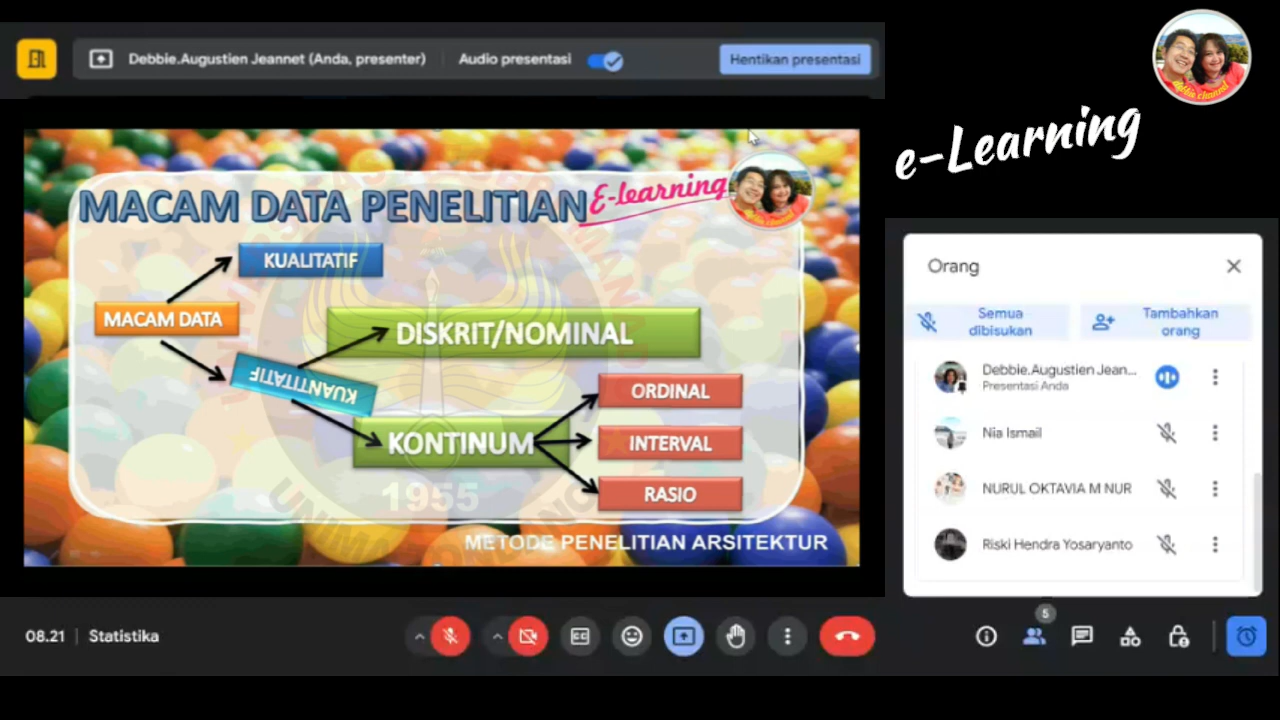 Debbie.Augustien Jeannet (Anda, presenter)
Audio presentasi
Hentikan presentasi
e-Learning
MACAM DATA PENELITIAN
E-learning
KUALITATIF
MACAM DATA
DISKRIT/NOMINAL
KUANTITATIF
ORDINAL
KONTINUM
INTERVAL
RASIO
1955
METODE PENELITIAN ARSITEKTUR
Orang
Semua
dibisukan
Tambahkan
orang
Debbie.Augustien Jean...
Presentasi Anda
Nia Ismail
NURUL OKTAVIA M NUR
Riski Hendra Yosaryanto
08.21
Statistika
CC
5